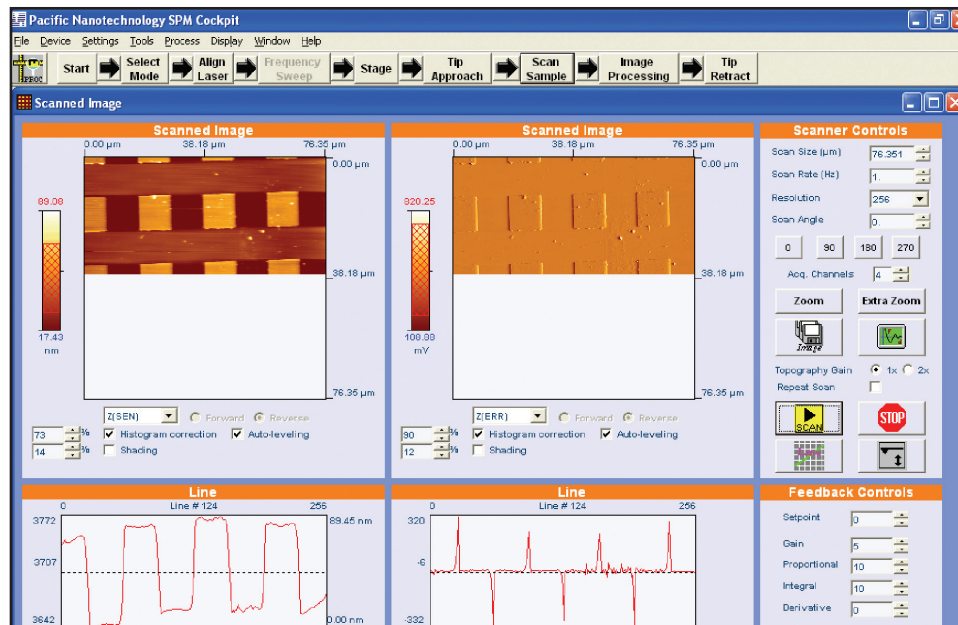 Pacific Nanotechnology SPM Cockpit
File Device Settings Tools Process Display Window Help
PROC Start Select Mode Align Laser Frequency Sweep Stage Tip Approach Scan Sample Image Processing Tip Retract
Scanned Image
Scanned Image
0.00 µm 38.18 µm 76.35 µm
0.00 µm
89.08
17.43
nm
38.18 µm
76.35 µm
Z(SEN) Forward Reverse
73 % Histogram correction Auto-leveling
14 % Shading
Scanned Image
0.00 µm 38.18 µm 76.35 µm
0.00 µm
820.25
108.98
mV
38.18 µm
76.35 µm
Z(ERR) Forward Reverse
90 % Histogram correction Auto-leveling
12 % Shading
Scanner Controls
Scan Size (µm) 76.351
Scan Rate (Hz) 1.
Resolution 256
Scan Angle 0.
0 90 180 270
Acq. Channels 4
Zoom Extra Zoom
Image
Topography Gain 1x 2x
Repeat Scan
SCAN STOP
Line
0 Line # 124 256
3772 89.45 nm
3707
3642 0.00 nm
Line
0 Line # 124 256
320
-6
-332
Feedback Controls
Setpoint 0
Gain 5
Proportional 10
Integral 10
Derivative 0